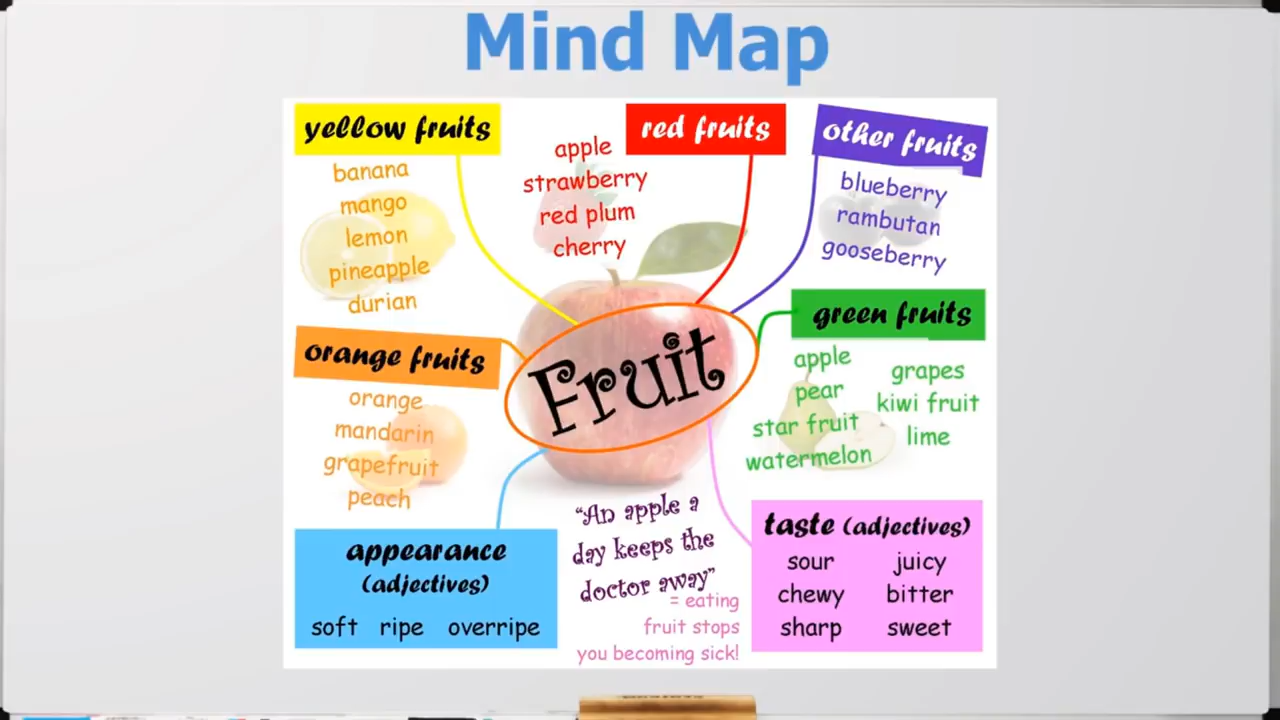 Mind Map
yellow fruits
banana
mango
lemon
pineapple
durian
apple
strawberry
red plum
cherry
red fruits
other fruits
blueberry
rambutan
gooseberry
orange fruits
orange
mandarin
grapefruit
peach
Fruit
green fruits
apple
pear
star fruit
watermelon
grapes
kiwi fruit
lime
appearance
(adjectives)
soft ripe overripe
“An apple a
day keeps the
doctor away”
= eating
fruit stops
you becoming sick!
taste (adjectives)
sour juicy
chewy bitter
sharp sweet